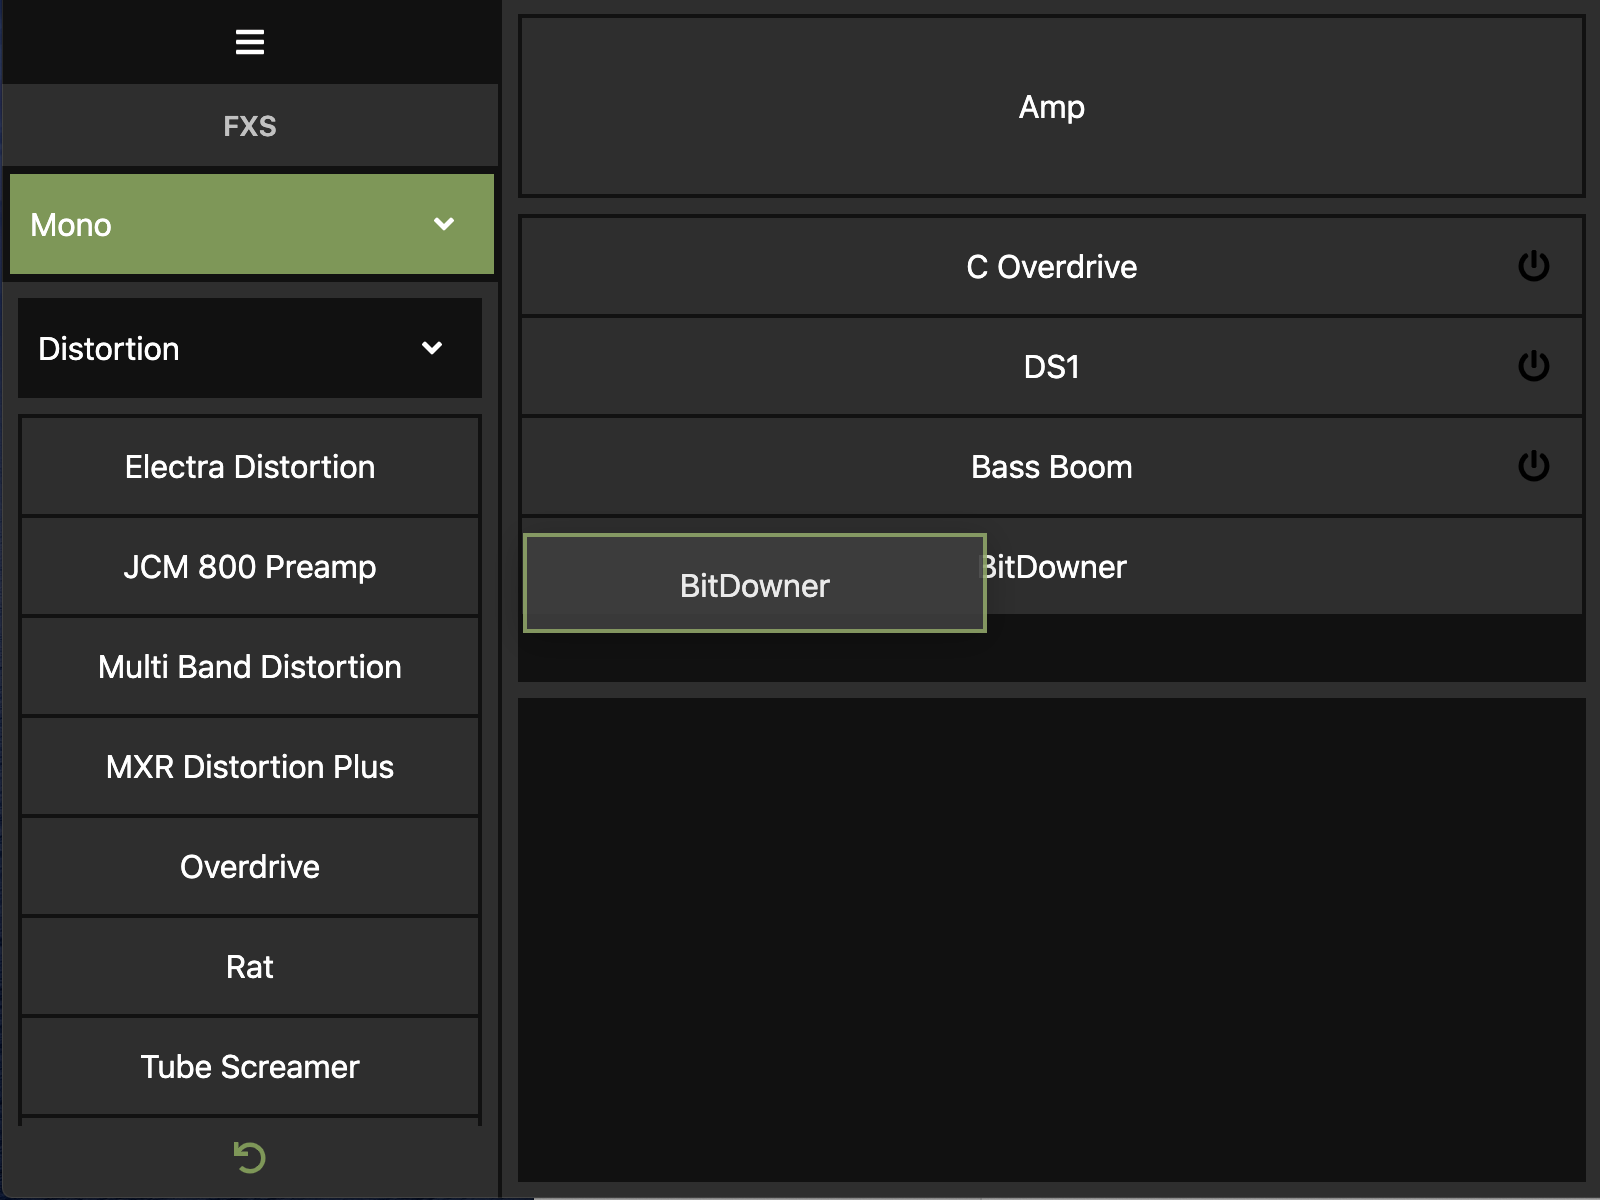 FXS
Mono
Distortion
Electra Distortion
JCM 800 Preamp
Multi Band Distortion
MXR Distortion Plus
Overdrive
Rat
Tube Screamer
Amp
C Overdrive
DS1
Bass Boom
BitDowner
BitDowner